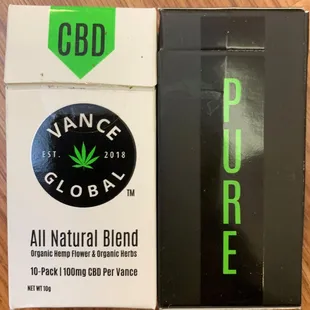 CBD
VANCE
EST. 2018
GLOBAL
TM
All Natural Blend
Organic Hemp Flower & Organic Herbs
10-Pack | 100mg CBD Per Vance
NET WT 10g
PURE